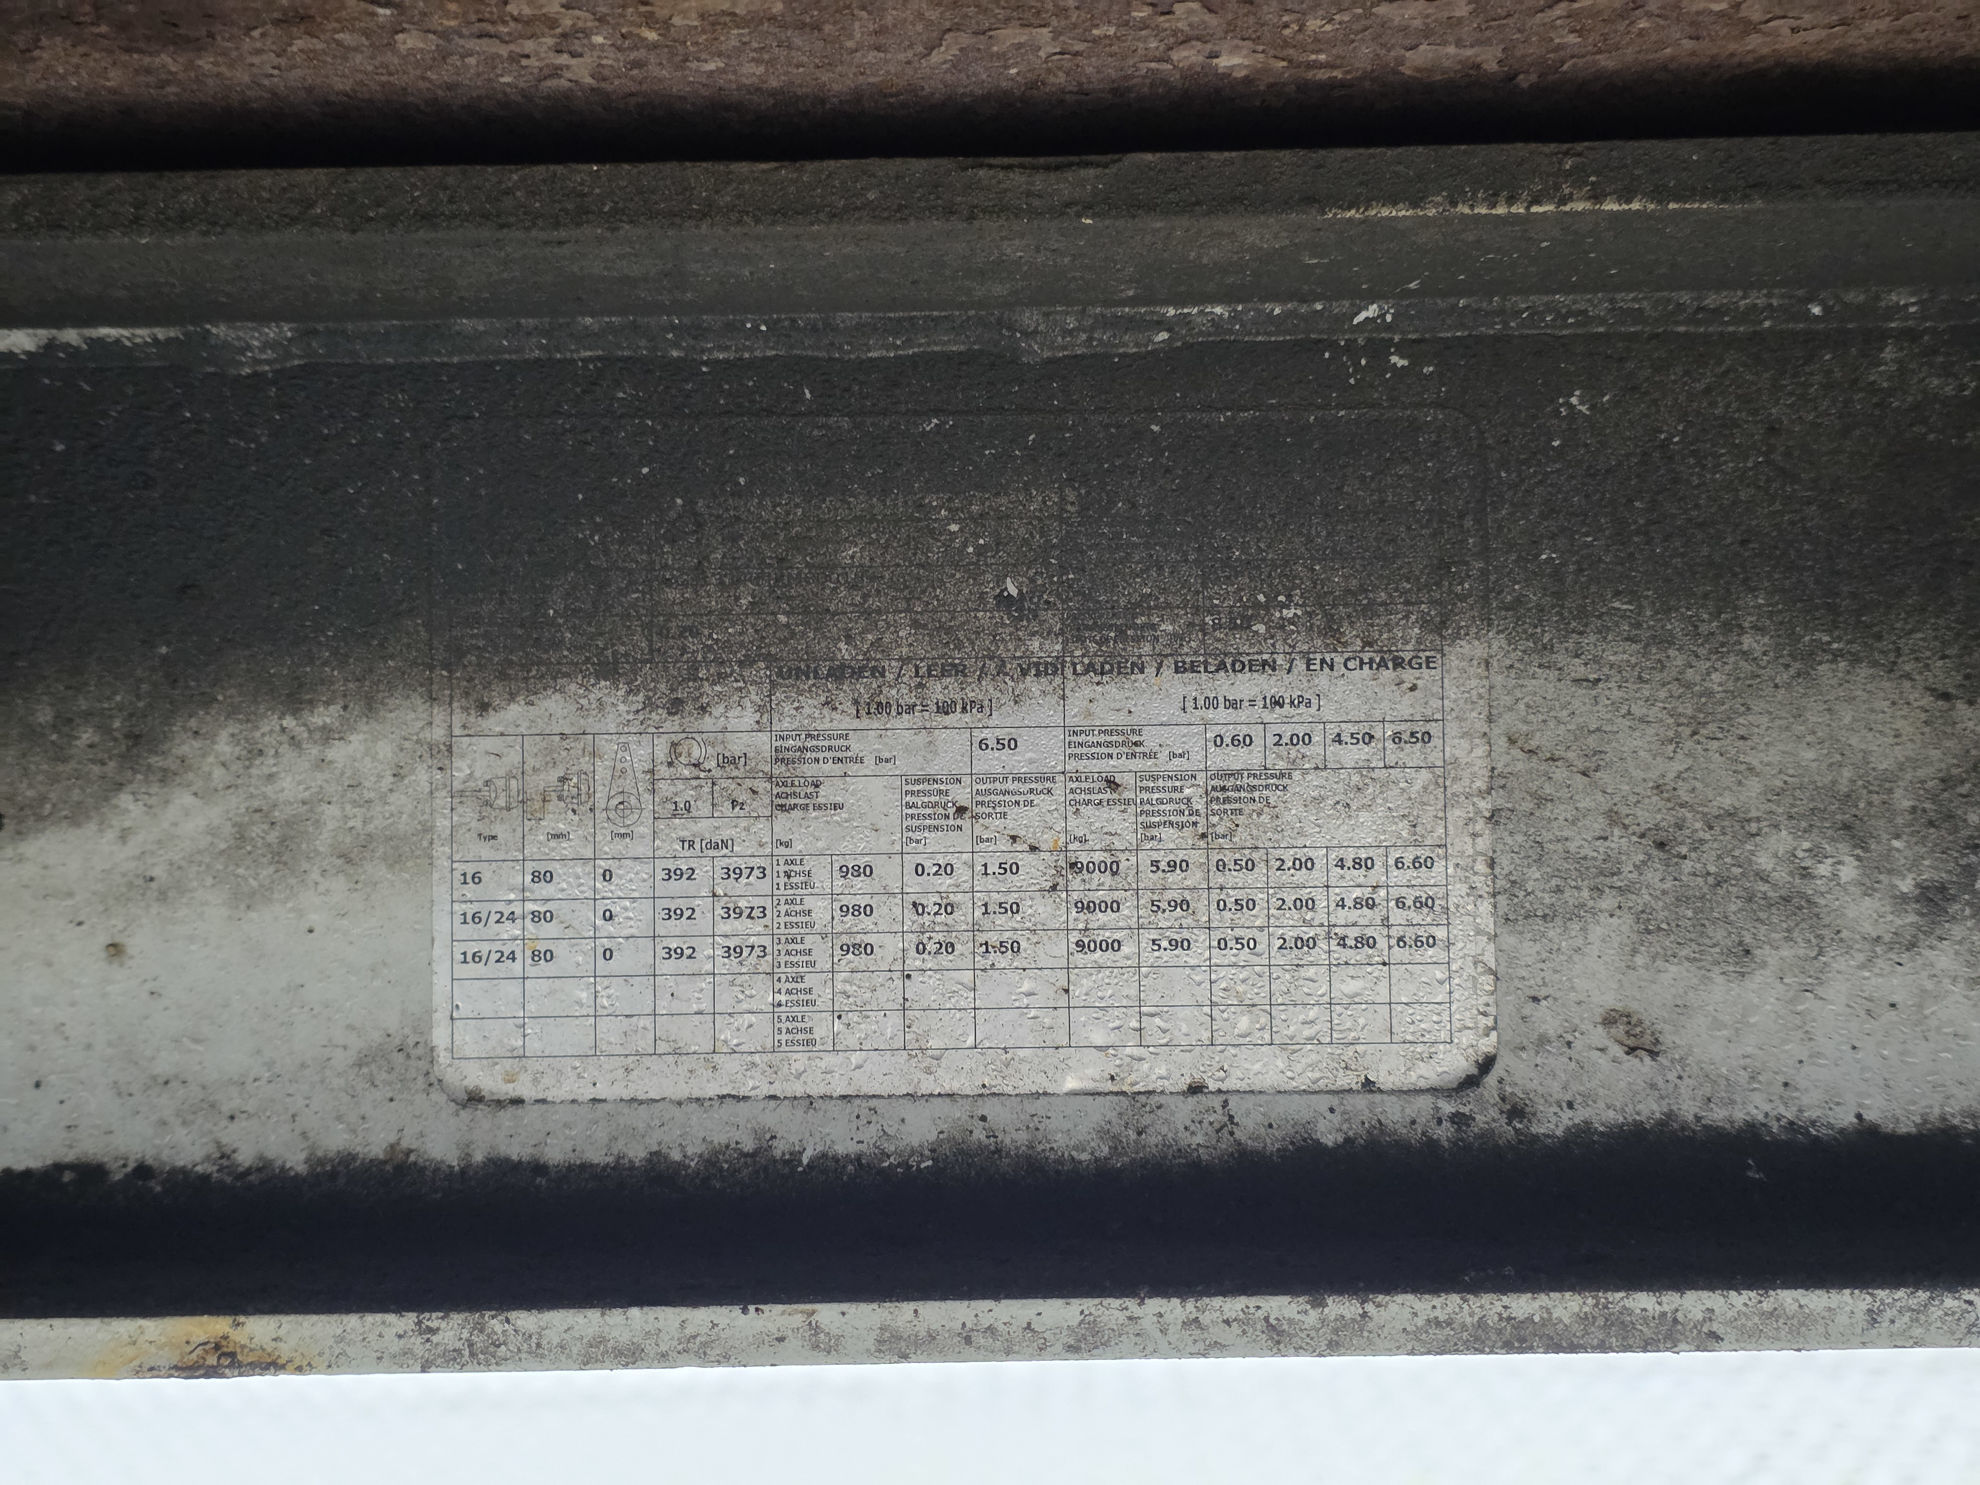 UNLADEN / LEER / À VID LADEN / BELADEN / EN CHARGE
[ 1.00 bar = 100 kPa ] [ 1.00 bar = 100 kPa ]
[bar] INPUT PRESSURE EINGANGSDRUCK PRESSION D'ENTRÉE [bar] 6.50 INPUT PRESSURE EINGANGSDRUCK PRESSION D'ENTRÉE [bar] 0.60 2.00 4.50 6.50
Type [mm] [mm] 1.0 P2 TR [daN] AXLE LOAD ACHSLAST CHARGE ESSIEU [kg] SUSPENSION PRESSURE BALGDRUCK PRESSION DE SUSPENSION [bar] OUTPUT PRESSURE AUSGANGSDRUCK PRESSION DE SORTIE [bar] AXLE LOAD ACHSLAST CHARGE ESSIEU [kg] SUSPENSION PRESSURE BALGDRUCK PRESSION DE SUSPENSION [bar] OUTPUT PRESSURE AUSGANGSDRUCK PRESSION DE SORTIE [bar]
16 80 0 392 3973 1 AXLE 1 ACHSE 1 ESSIEU 980 0.20 1.50 9000 5.90 0.50 2.00 4.80 6.60
16/24 80 0 392 3973 2 AXLE 2 ACHSE 2 ESSIEU 980 0.20 1.50 9000 5.90 0.50 2.00 4.80 6.60
16/24 80 0 392 3973 3 AXLE 3 ACHSE 3 ESSIEU 980 0.20 1.50 9000 5.90 0.50 2.00 4.80 6.60
4 AXLE 4 ACHSE 4 ESSIEU
5 AXLE 5 ACHSE 5 ESSIEU